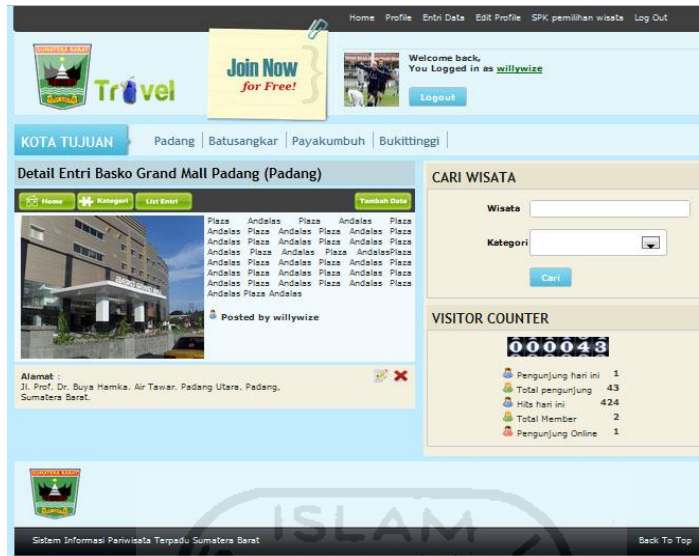 Home Profile Entri Data Edit Profile SPK pemilihan wisata Log Out
SUMATERA BARAT
Travel
Join Now
for Free!
Welcome back,
You Logged in as willywize
Logout
KOTA TUJUAN
Padang Batusangkar Payakumbuh Bukittinggi
Detail Entri Basko Grand Mall Padang (Padang)
Home Kategori List Entri Tambah Data
Plaza Andalas Plaza Andalas Plaza
Andalas Plaza Andalas Plaza Andalas Plaza
Andalas Plaza Andalas Plaza Andalas Plaza
Andalas Plaza Andalas Plaza AndalasPlaza
Andalas Plaza Andalas Plaza Andalas Plaza
Andalas Plaza Andalas Plaza Andalas Plaza
Andalas Plaza Andalas Plaza Andalas Plaza
Andalas Plaza Andalas
Posted by willywize
Alamat :
Jl. Prof. Dr. Buya Hamka. Air Tawar. Padang Utara. Padang,
Sumatera Barat.
CARI WISATA
Wisata
Kategori
Cari
VISITOR COUNTER
000043
Pengunjung hari ini 1
Total pengunjung 43
Hits hari ini 424
Total Member 2
Pengunjung Online 1
SUMATERA BARAT
ISLAM
Sistem Informasi Pariwisata Terpadu Sumatera Barat
Back To Top